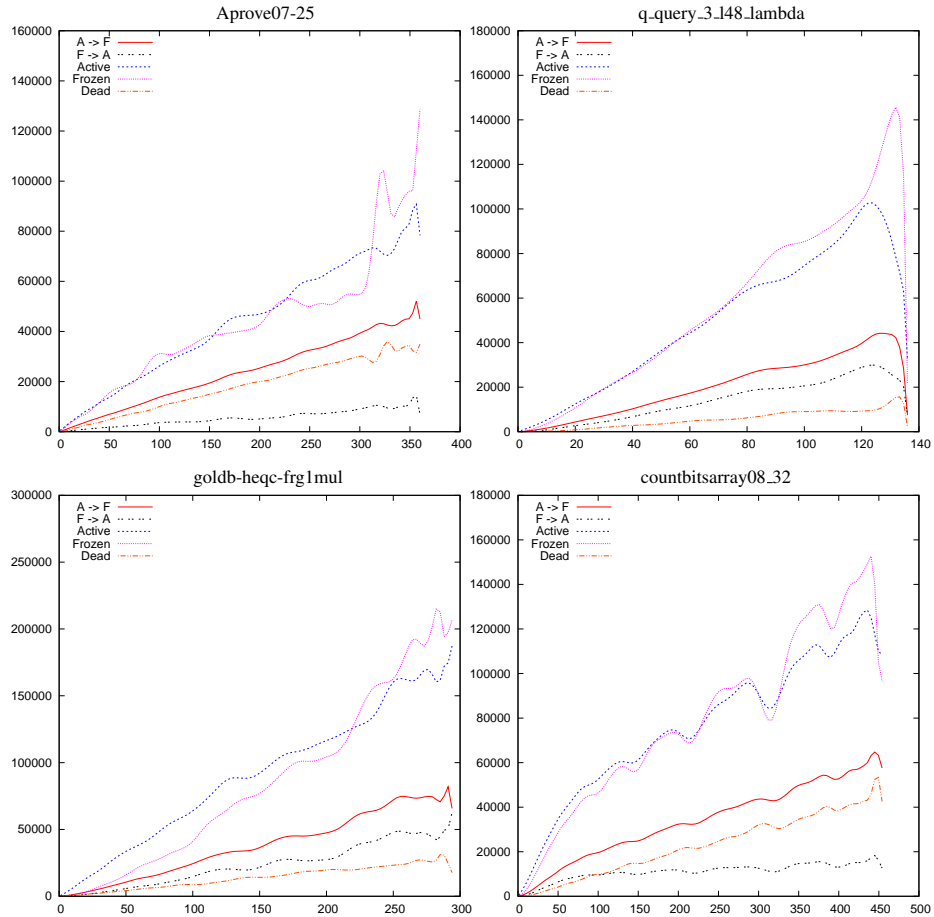 Aprove07-25
160000
140000
120000
100000
80000
60000
40000
20000
0
A -> F
F -> A
Active
Frozen
Dead
0 50 100 150 200 250 300 350 400
q_query_3_l48_lambda
180000
160000
140000
120000
100000
80000
60000
40000
20000
0
A -> F
F -> A
Active
Frozen
Dead
0 20 40 60 80 100 120 140
goldb-heqc-frg1mul
300000
250000
200000
150000
100000
50000
0
A -> F
F -> A
Active
Frozen
Dead
0 50 100 150 200 250 300
countbitsarray08_32
180000
160000
140000
120000
100000
80000
60000
40000
20000
0
A -> F
F -> A
Active
Frozen
Dead
0 50 100 150 200 250 300 350 400 450 500